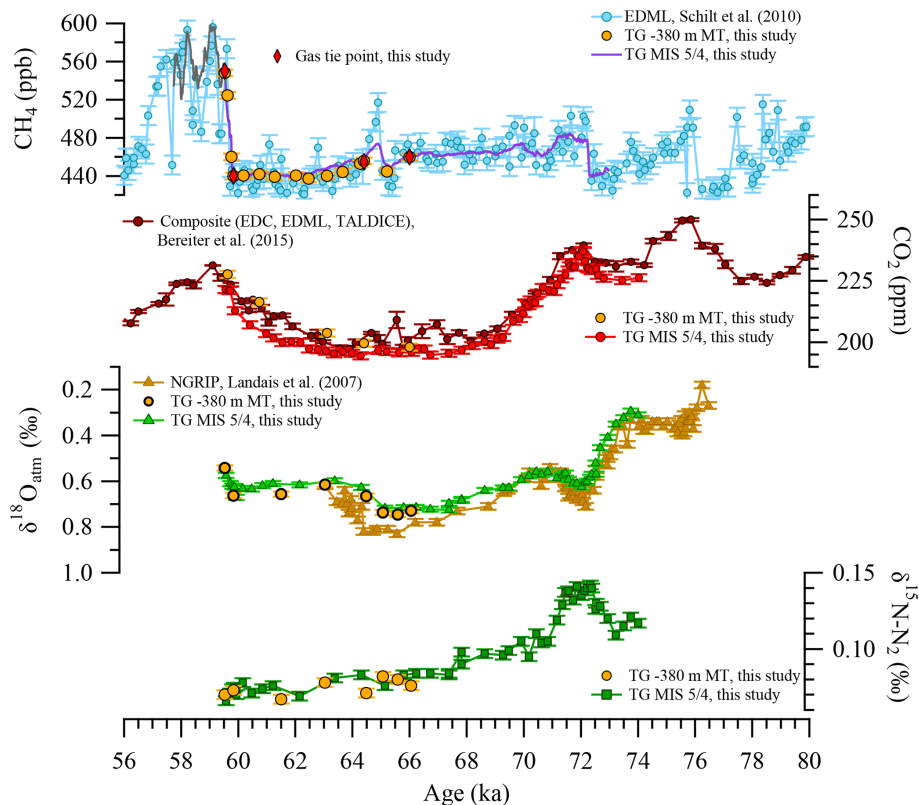 600
560
520
480
440
CH4 (ppb)
Gas tie point, this study
EDML, Schilt et al. (2010)
TG -380 m MT, this study
TG MIS 5/4, this study
Composite (EDC, EDML, TALDICE),
Bereiter et al. (2015)
250
225
200
CO2 (ppm)
TG -380 m MT, this study
TG MIS 5/4, this study
0.2
0.4
0.6
0.8
1.0
δ18Oatm (‰)
NGRIP, Landais et al. (2007)
TG -380 m MT, this study
TG MIS 5/4, this study
0.15
0.10
δ15N-N2 (‰)
TG -380 m MT, this study
TG MIS 5/4, this study
56 58 60 62 64 66 68 70 72 74 76 78 80
Age (ka)